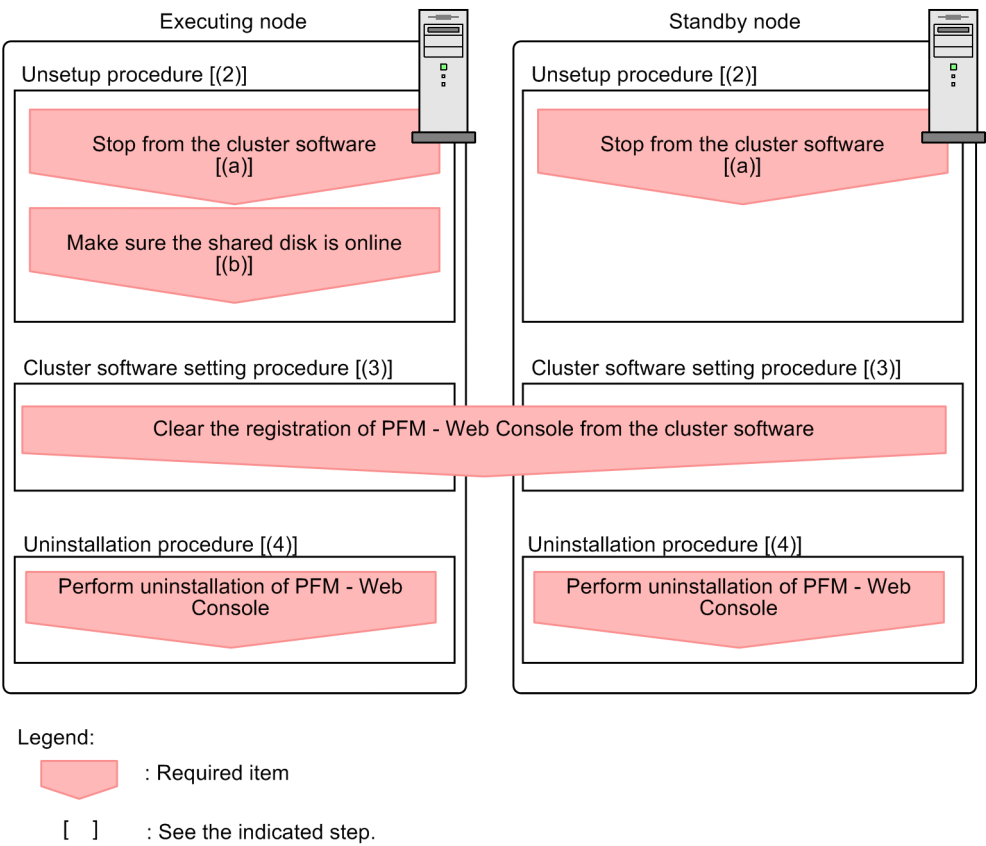 Executing node
Standby node
Unsetup procedure [(2)]
Unsetup procedure [(2)]
Stop from the cluster software
[(a)]
Stop from the cluster software
[(a)]
Make sure the shared disk is online
[(b)]
Cluster software setting procedure [(3)]
Cluster software setting procedure [(3)]
Clear the registration of PFM - Web Console from the cluster software
Uninstallation procedure [(4)]
Uninstallation procedure [(4)]
Perform uninstallation of PFM - Web
Console
Perform uninstallation of PFM - Web
Console
Legend:
: Required item
[ ] : See the indicated step.